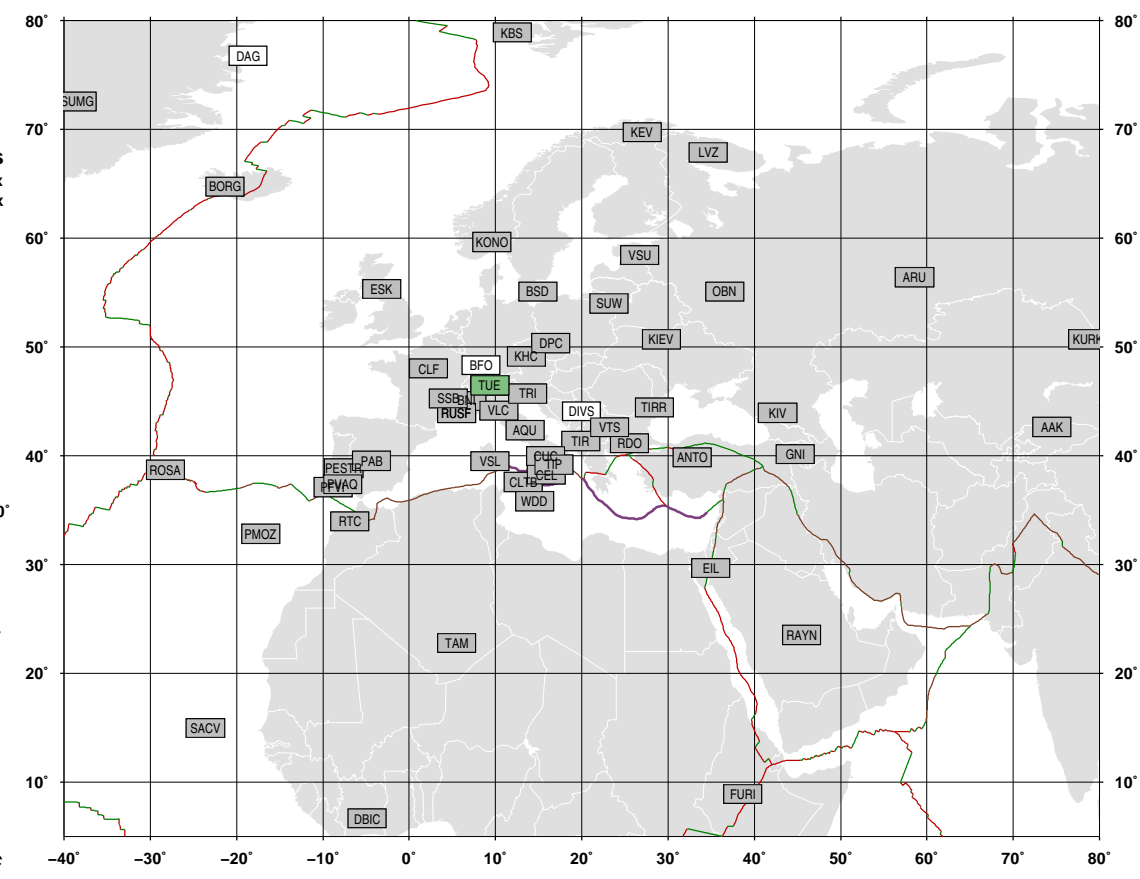 80° 80°
KBS
DAG
SUMG
70° KEV 70°
LVZ
BORG
60° KONO 60°
VSU
ARU
ESK BSD OBN
SUW
KIEV KURK
50° DPC 50°
KHC
CLF BFO
TUE
TRI
SSB
RUSF VLC DIVS TIRR KIV
AQU VTS AAK
TIR RDO
40° CUC ANTO GNI 40°
ROSA PESTR PAB VSL TIP
CEL
PVAQ CLTB
WDD
RTC
PMOZ
30° EIL 30°
RAYN
TAM
20° 20°
SACV
10° FURI 10°
DBIC
−40° −30° −20° −10° 0° 10° 20° 30° 40° 50° 60° 70° 80°